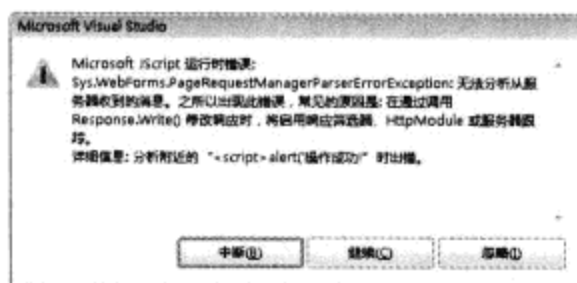 Microsoft Visual Studio
Microsoft JScript 运行时错误:
Sys.WebForms.PageRequestManagerParserErrorException: 无法分析从服
务器收到的消息。之所以出现此错误，常见的原因是: 在通过调用
Response.Write() 修改响应时，将启用响应筛选器、HttpModule 或服务器跟
踪。
详细信息: 分析附近的 "<script>alert('操作成功!" 时出错。
中断(B)
继续(C)
忽略(I)